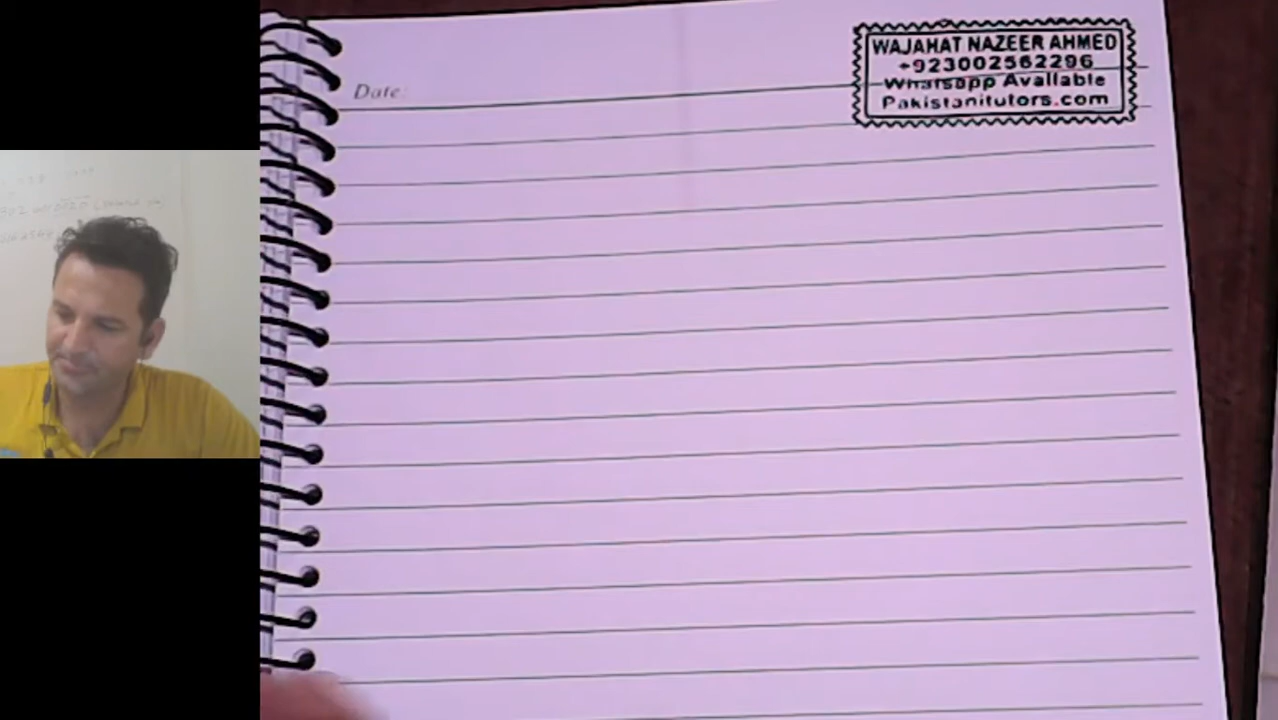 WAJAHAT NAZEER AHMED
+923002562296
Whatsapp Available
Pakistanitutors.com
Date: